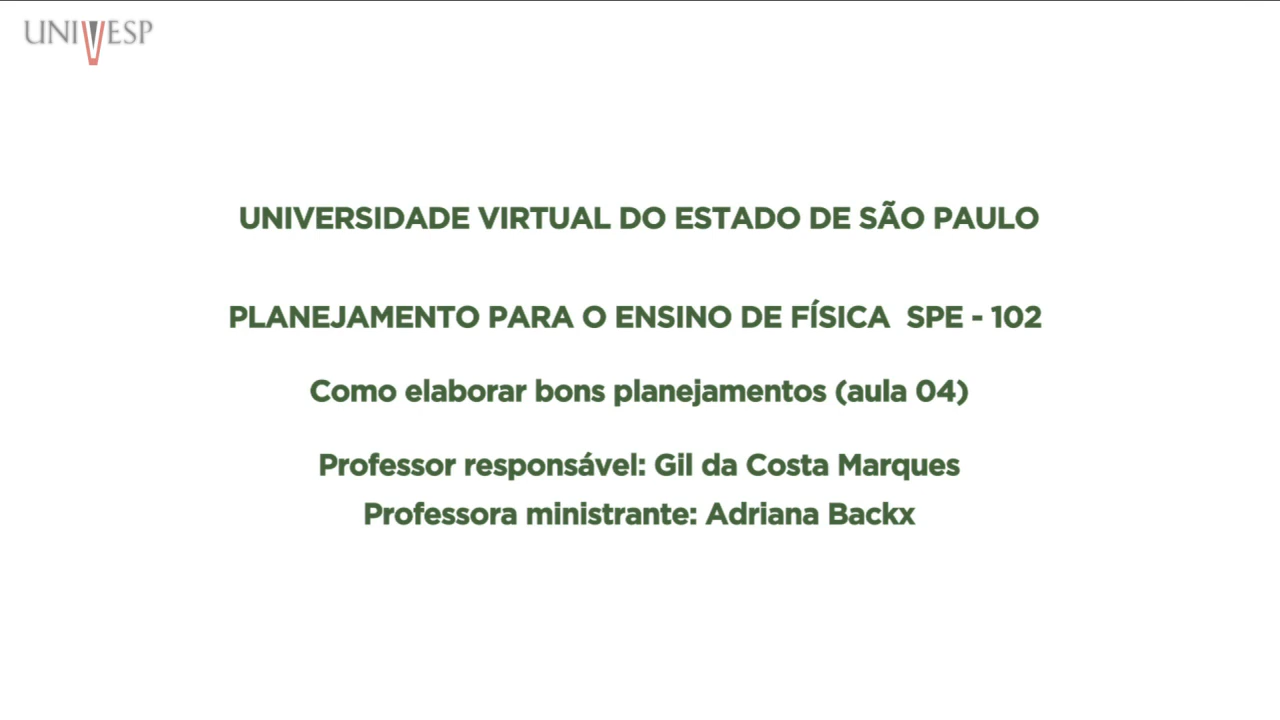 UNIVESP
UNIVERSIDADE VIRTUAL DO ESTADO DE SÃO PAULO
PLANEJAMENTO PARA O ENSINO DE FÍSICA SPE - 102
Como elaborar bons planejamentos (aula 04)
Professor responsável: Gil da Costa Marques
Professora ministrante: Adriana Backx